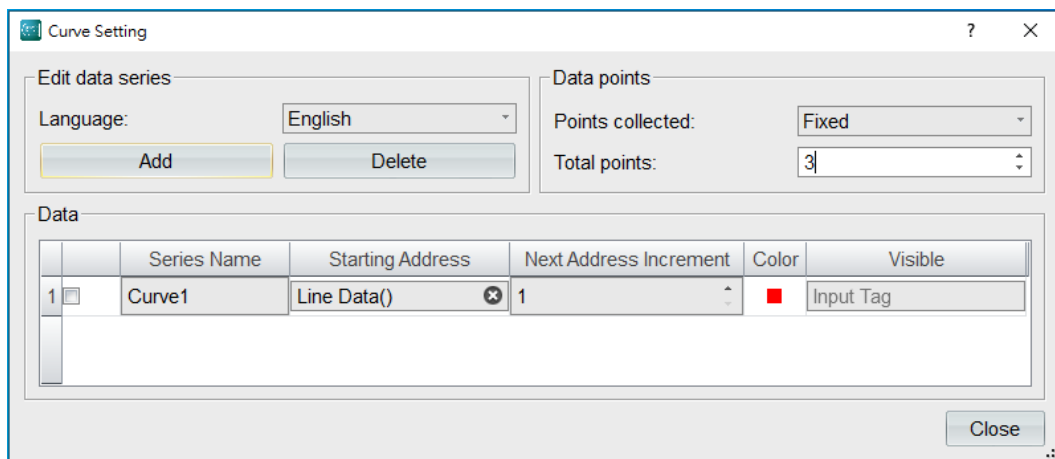 Curve Setting
?
Edit data series
Language:
English
Add
Delete
Data points
Points collected:
Fixed
Total points:
3
Data
Series Name
Starting Address
Next Address Increment
Color
Visible
1
Curve1
Line Data()
1
Input Tag
Close